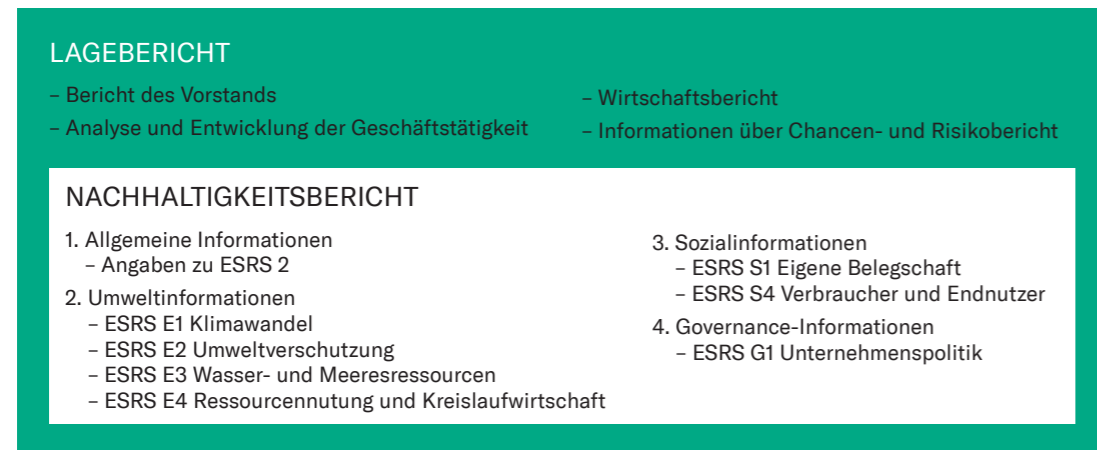 LAGEBERICHT
– Bericht des Vorstands
– Analyse und Entwicklung der Geschäftstätigkeit
– Wirtschaftsbericht
– Informationen über Chancen- und Risikobericht
NACHHALTIGKEITSBERICHT
1. Allgemeine Informationen
– Angaben zu ESRS 2
2. Umweltinformationen
– ESRS E1 Klimawandel
– ESRS E2 Umweltverschutzung
– ESRS E3 Wasser- und Meeresressourcen
– ESRS E4 Ressourcennutung und Kreislaufwirtschaft
3. Sozialinformationen
– ESRS S1 Eigene Belegschaft
– ESRS S4 Verbraucher und Endnutzer
4. Governance-Informationen
– ESRS G1 Unternehmenspolitik